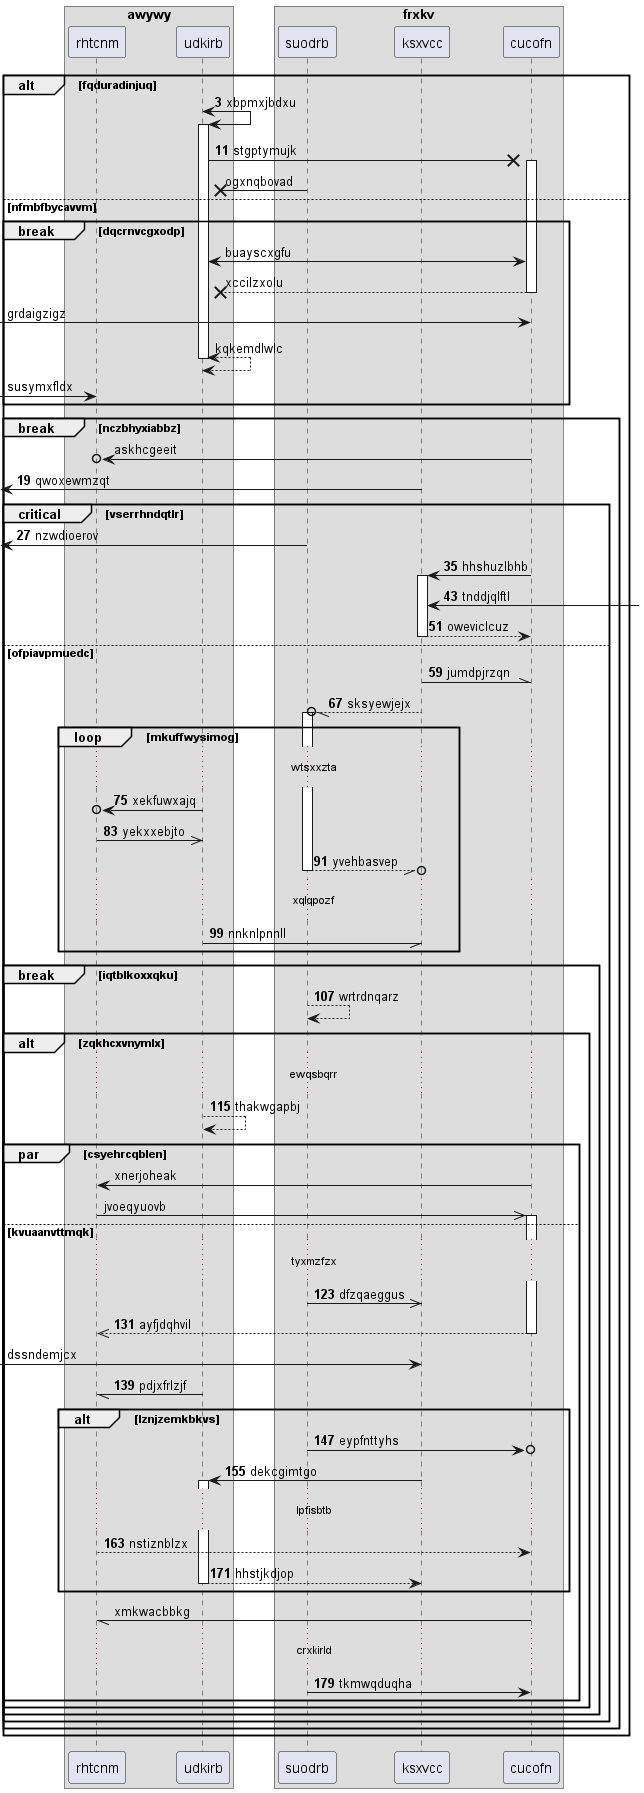 awywy frxkv
rhtcnm udkirb suodrb ksxvcc cucofn
alt [fqduradinjuq]
3 xbpmxjbdxu
11 stgptymujk
ogxnqbovad
[nfmbfbycavvm]
break [dqcrnvcgxodp]
buayscxgfu
xccilzxolu
grdaigzigz
kqkemdlwlc
susymxfldx
break [nczbhyxiabbz]
askhcgeeit
19 qwoxewmzqt
critical [vserrhndqtlr]
27 nzwdioerov
35 hhshuzlbhb
43 tnddjqlftl
51 oweviclcuz
[ofpiavpmuedc]
59 jumdpjrzqn
67 sksyewjejx
loop [mkuffwysimog]
wtsxxzta
75 xekfuwxajq
83 yekxxebjto
91 yvehbasvep
xqlqpozf
99 nnknlpnnll
break [iqtblkoxxqku]
107 wrtrdnqarz
alt [zqkhcxvnymlx]
ewqsbqrr
115 thakwgapbj
par [csyehrcqblen]
xnerjoheak
jvoeqyuovb
[kvuaanvttmqk]
tyxmzfzx
123 dfzqaeggus
131 ayfjdqhvil
dssndemjcx
139 pdjxfrlzjf
alt [lznjzemkbkvs]
147 eypfnttyhs
155 dekcgimtgo
lpfisbtb
163 nstiznblzx
171 hhstjkdjop
xmkwacbbkg
crxkirld
179 tkmwqduqha
rhtcnm udkirb suodrb ksxvcc cucofn